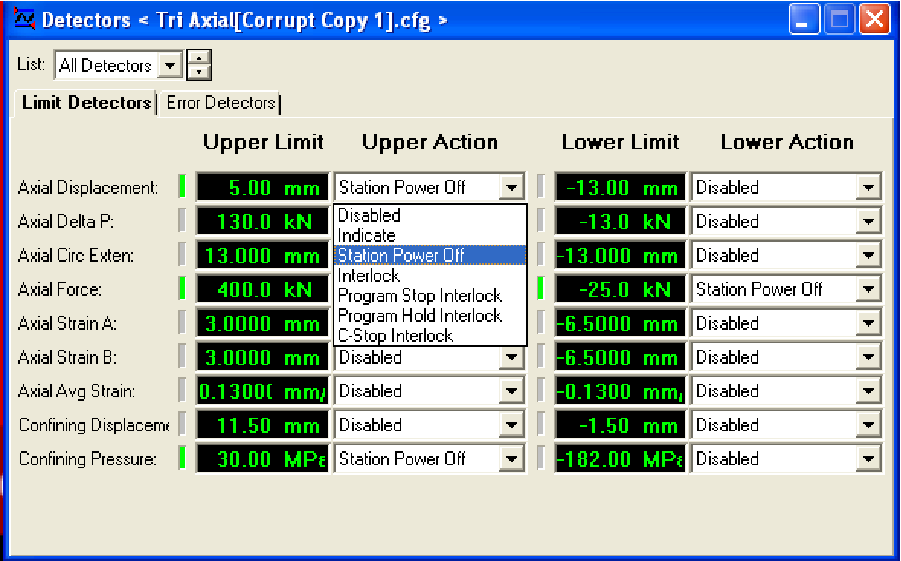 Detectors < Tri Axial[Corrupt Copy 1].cfg >
List: All Detectors
Limit Detectors Error Detectors
Upper Limit Upper Action Lower Limit Lower Action
Axial Displacement: 5.00 mm Station Power Off -13.00 mm Disabled
Axial Delta P: 130.0 kN -13.0 kN Disabled
Axial Circ Exten: 13.000 mm -13.000 mm Disabled
Axial Force: 400.0 kN -25.0 kN Station Power Off
Axial Strain A: 3.0000 mm -6.5000 mm Disabled
Disabled
Indicate
Station Power Off
Interlock
Program Stop Interlock
Program Hold Interlock
C-Stop Interlock
Axial Strain B: 3.0000 mm Disabled -6.5000 mm Disabled
Axial Avg Strain: 0.1300( mm/ Disabled -0.1300 mm/ Disabled
Confining Displaceme 11.50 mm Disabled -1.50 mm Disabled
Confining Pressure: 30.00 MPa Station Power Off -182.00 MPa Disabled